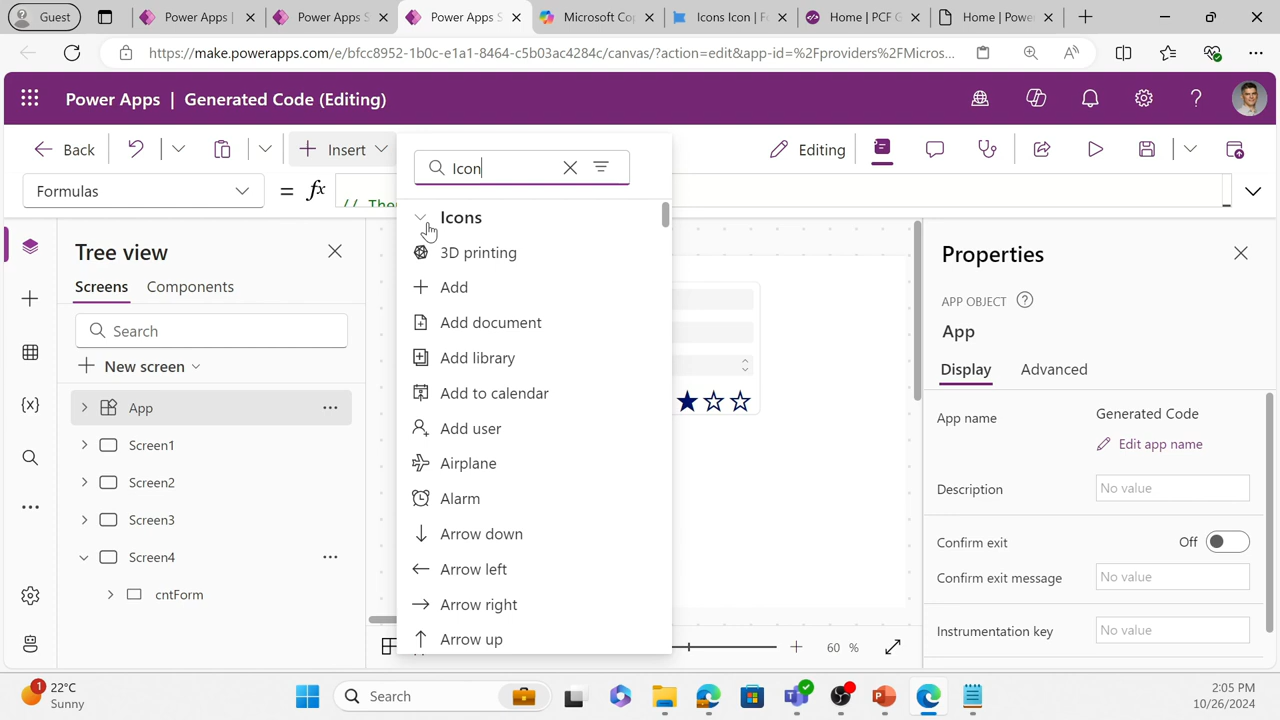 Guest
Power Apps |
Power Apps S
Power Apps S
Microsoft Co
Icons Icon | F
Home | PCF G
Home | Powe
https://make.powerapps.com/e/bfcc8952-1b0c-e1a1-8464-c5b03ac4284c/canvas/?action=edit&app-id=%2Fproviders%2FMicros...
Power Apps | Generated Code (Editing)
Back
Insert
Editing
Formulas
= fx
Icon
Icons
3D printing
Add
Add document
Add library
Add to calendar
Add user
Airplane
Alarm
Arrow down
Arrow left
Arrow right
Arrow up
Tree view
Screens
Components
Search
New screen
App
Screen1
Screen2
Screen3
Screen4
cntForm
Properties
APP OBJECT
App
Display
Advanced
App name
Generated Code
Edit app name
Description
No value
Confirm exit
Off
Confirm exit message
No value
Instrumentation key
No value
60 %
1
22°C
Sunny
Search
2:05 PM
10/26/2024